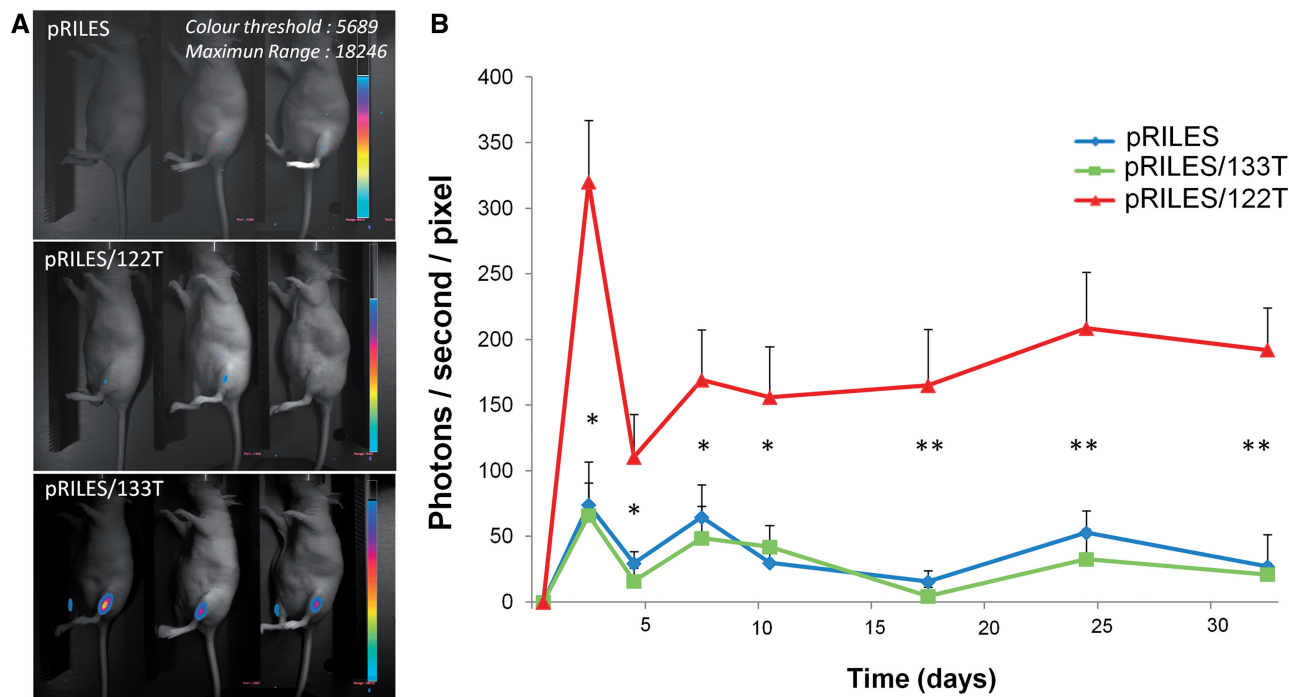 A
pRILES
Colour threshold : 5689
Maximun Range : 18246
pRILES/122T
pRILES/133T
B
400
350
300
250
200
150
100
50
0
Photons / second / pixel
pRILES
pRILES/133T
pRILES/122T
*
*
*
*
**
**
**
5
10
15
20
25
30
Time (days)